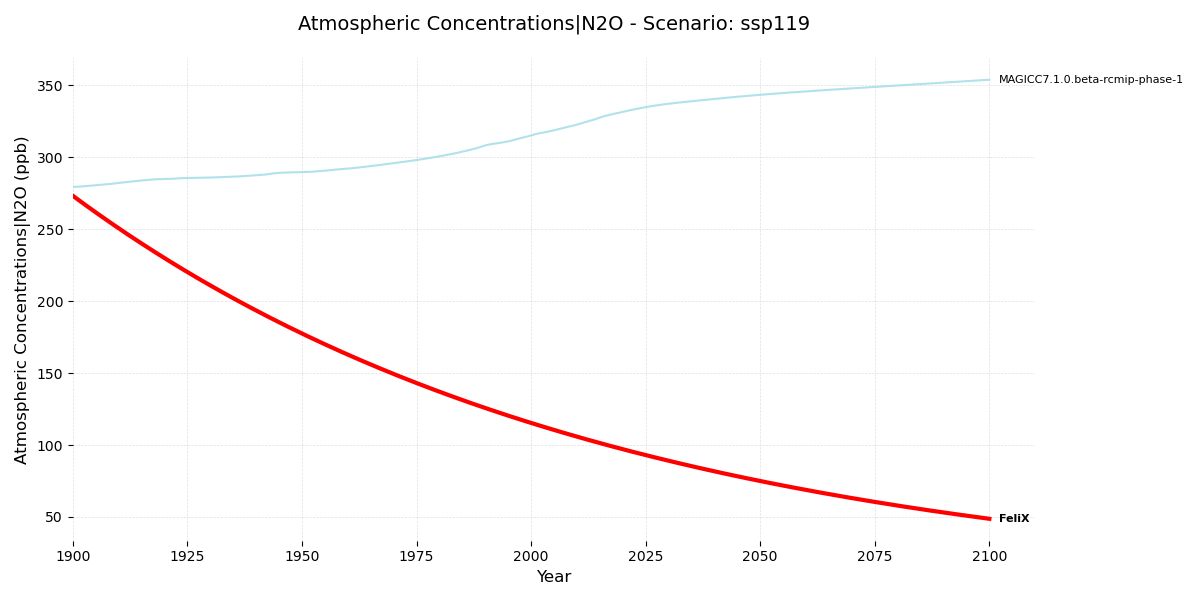 Atmospheric Concentrations|N2O - Scenario: ssp119
Atmospheric Concentrations|N2O (ppb)
350
300
250
200
150
100
50
MAGICC7.1.0.beta-rcmip-phase-1
FeliX
1900 1925 1950 1975 2000 2025 2050 2075 2100
Year